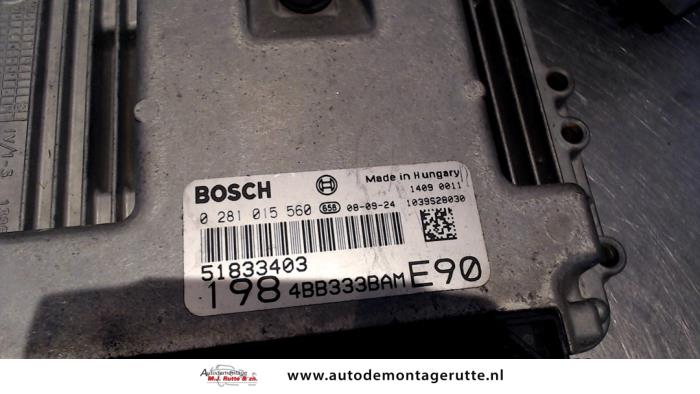 BOSCH
Made in Hungary
1409 0011
0 281 015 560 658 08-09-24 1039S28030
51833403
198 4BB333BAM E90
Autodemontage
M.J. Rutte & zn.
www.autodemontagerutte.nl